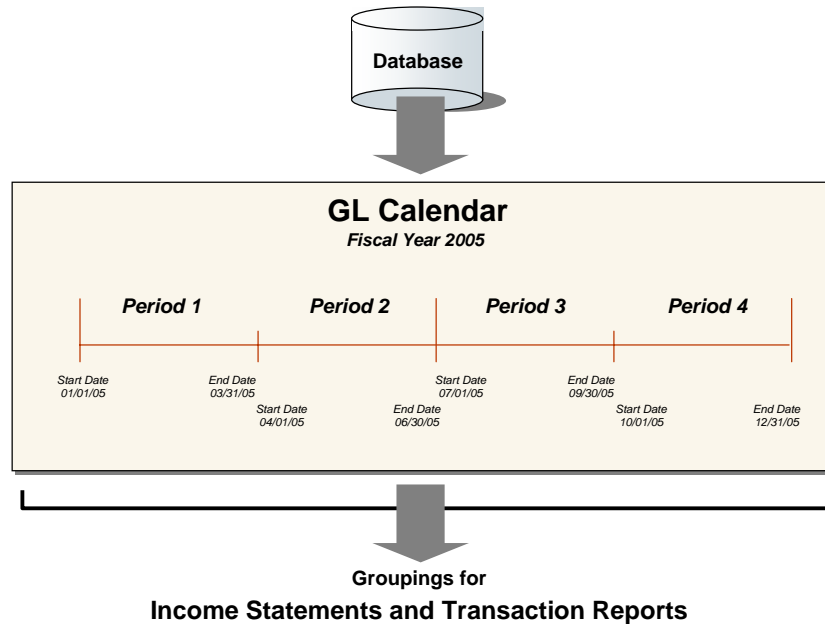 Database
GL Calendar
Fiscal Year 2005
Period 1
Period 2
Period 3
Period 4
Start Date
01/01/05
End Date
03/31/05
Start Date
04/01/05
End Date
06/30/05
Start Date
07/01/05
End Date
09/30/05
Start Date
10/01/05
End Date
12/31/05
Groupings for
Income Statements and Transaction Reports